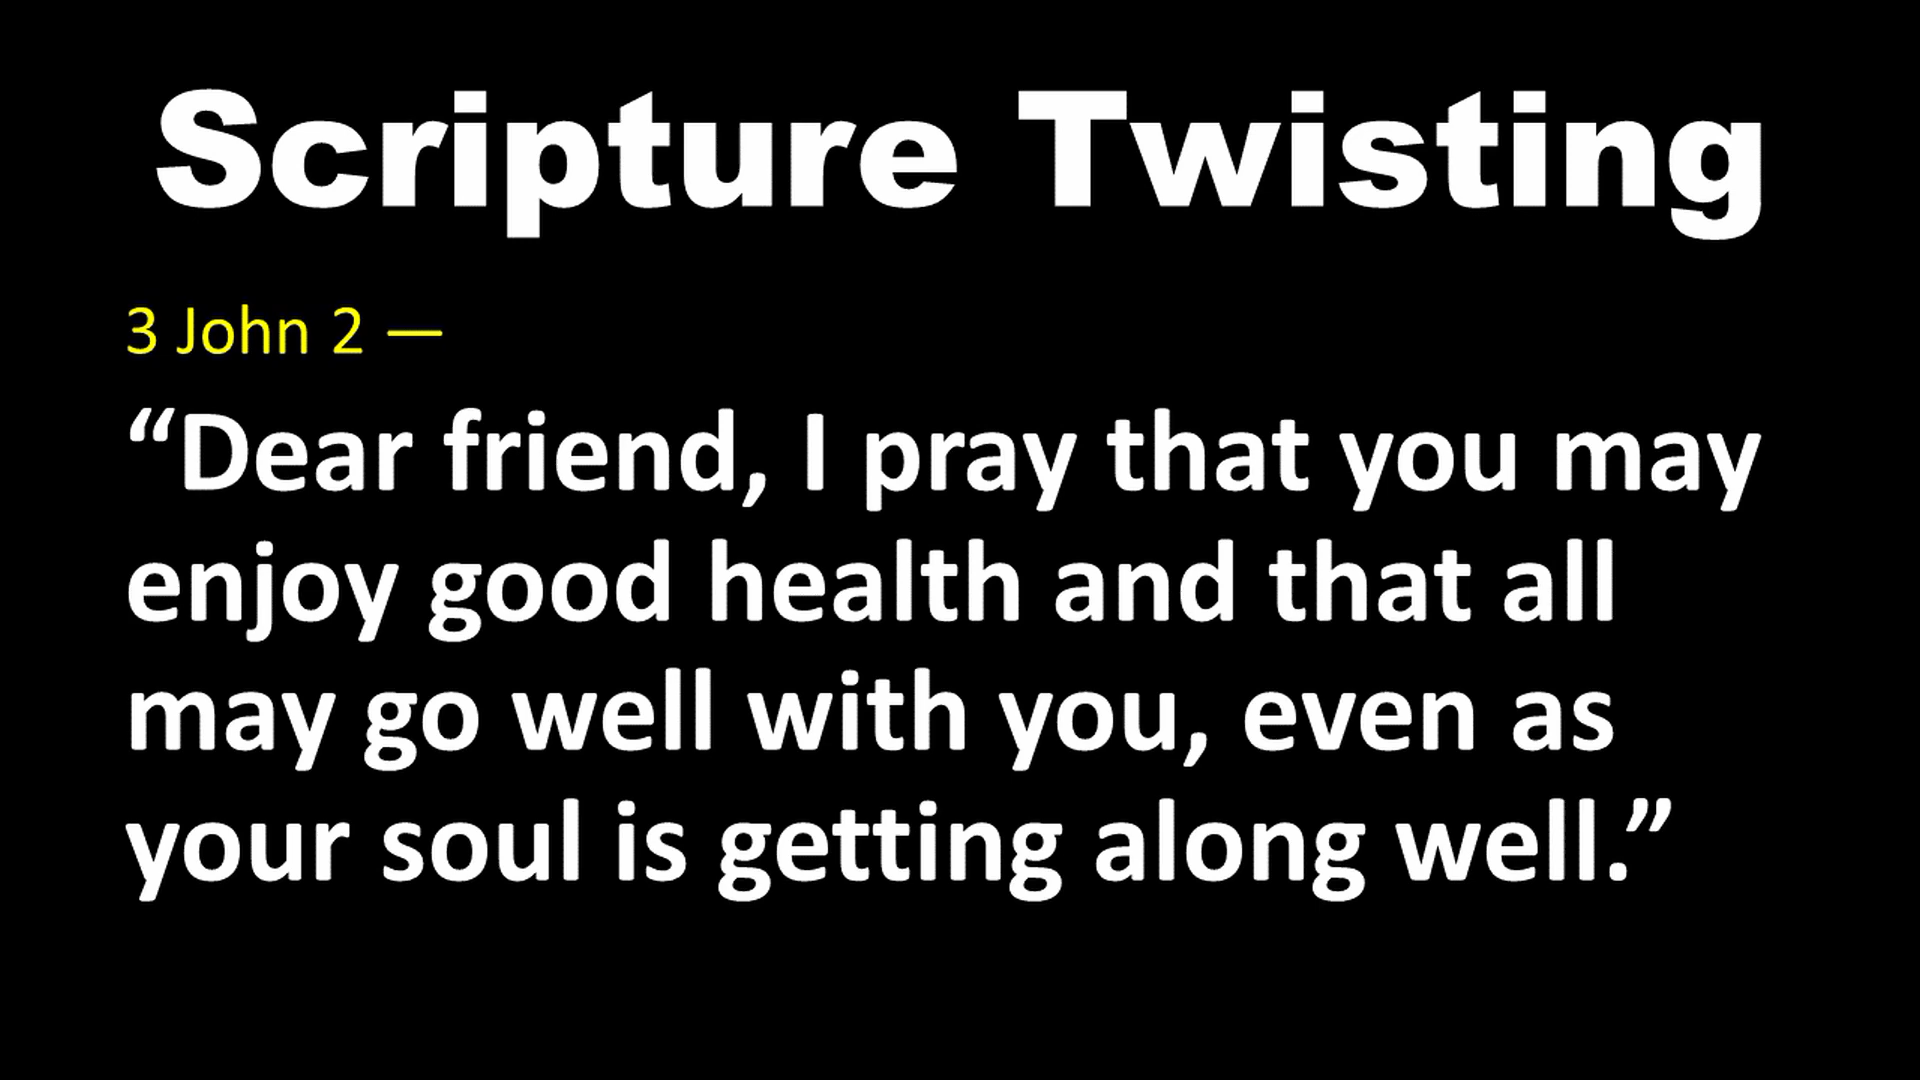 Scripture Twisting
3 John 2 —
“Dear friend, I pray that you may
enjoy good health and that all
may go well with you, even as
your soul is getting along well.”